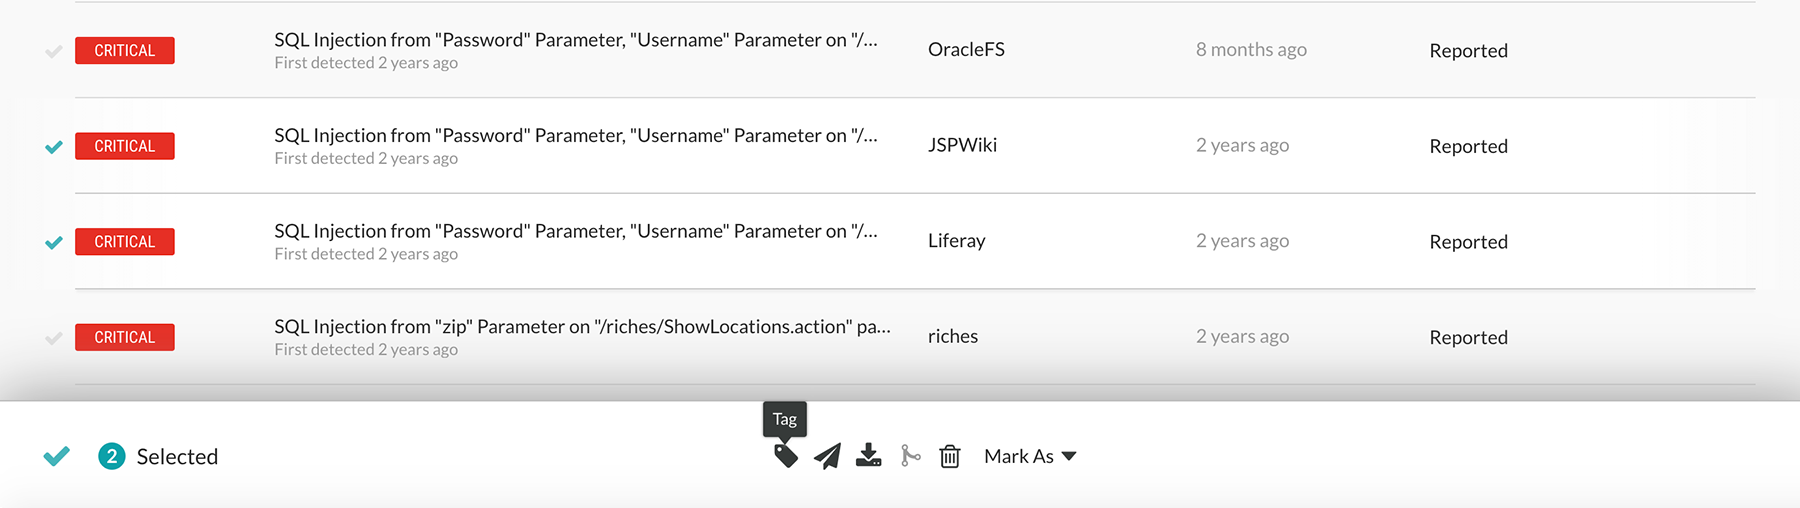 CRITICAL
SQL Injection from "Password" Parameter, "Username" Parameter on "/...
First detected 2 years ago
OracleFS
8 months ago
Reported
CRITICAL
SQL Injection from "Password" Parameter, "Username" Parameter on "/...
First detected 2 years ago
JSPWiki
2 years ago
Reported
CRITICAL
SQL Injection from "Password" Parameter, "Username" Parameter on "/...
First detected 2 years ago
Liferay
2 years ago
Reported
CRITICAL
SQL Injection from "zip" Parameter on "/riches/ShowLocations.action" pa...
First detected 2 years ago
riches
2 years ago
Reported
Tag
2 Selected
Mark As